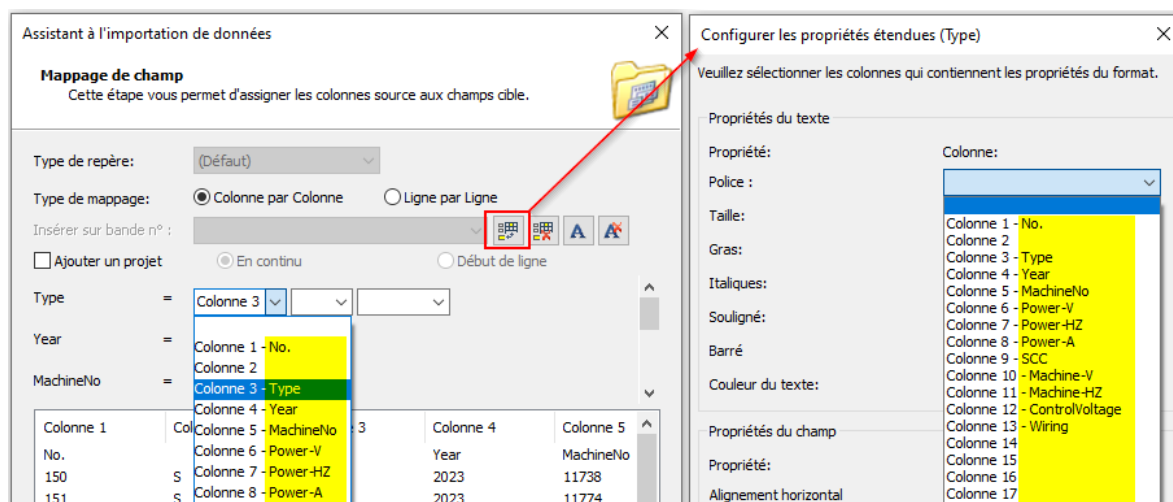 Assistant à l'importation de données
Mappage de champ
Cette étape vous permet d'assigner les colonnes source aux champs cible.
Type de repère:
(Défaut)
Type de mappage:
Colonne par Colonne
Ligne par Ligne
Insérer sur bande n° :
A
A
Ajouter un projet
En continu
Début de ligne
Type
=
Colonne 3
Year
=
MachineNo
=
Colonne 1 - No.
Colonne 2
Colonne 3 - Type
Colonne 4 - Year
Colonne 5 - MachineNo
Colonne 6 - Power-V
Colonne 7 - Power-HZ
Colonne 8 - Power-A
Colonne 1
Col
3
Colonne 4
Colonne 5
No.
Year
MachineNo
150
S
2023
11738
151
S
2023
11774
Configurer les propriétés étendues (Type)
Veuillez sélectionner les colonnes qui contiennent les propriétés du format.
Propriétés du texte
Propriété:
Colonne:
Police :
Taille:
Gras:
Italiques:
Souligné:
Barré
Couleur du texte:
Colonne 1 - No.
Colonne 2
Colonne 3 - Type
Colonne 4 - Year
Colonne 5 - MachineNo
Colonne 6 - Power-V
Colonne 7 - Power-HZ
Colonne 8 - Power-A
Colonne 9 - SCC
Colonne 10 - Machine-V
Colonne 11 - Machine-HZ
Colonne 12 - ControlVoltage
Colonne 13 - Wiring
Colonne 14
Colonne 15
Colonne 16
Colonne 17
Propriétés du champ
Propriété:
Alignement horizontal